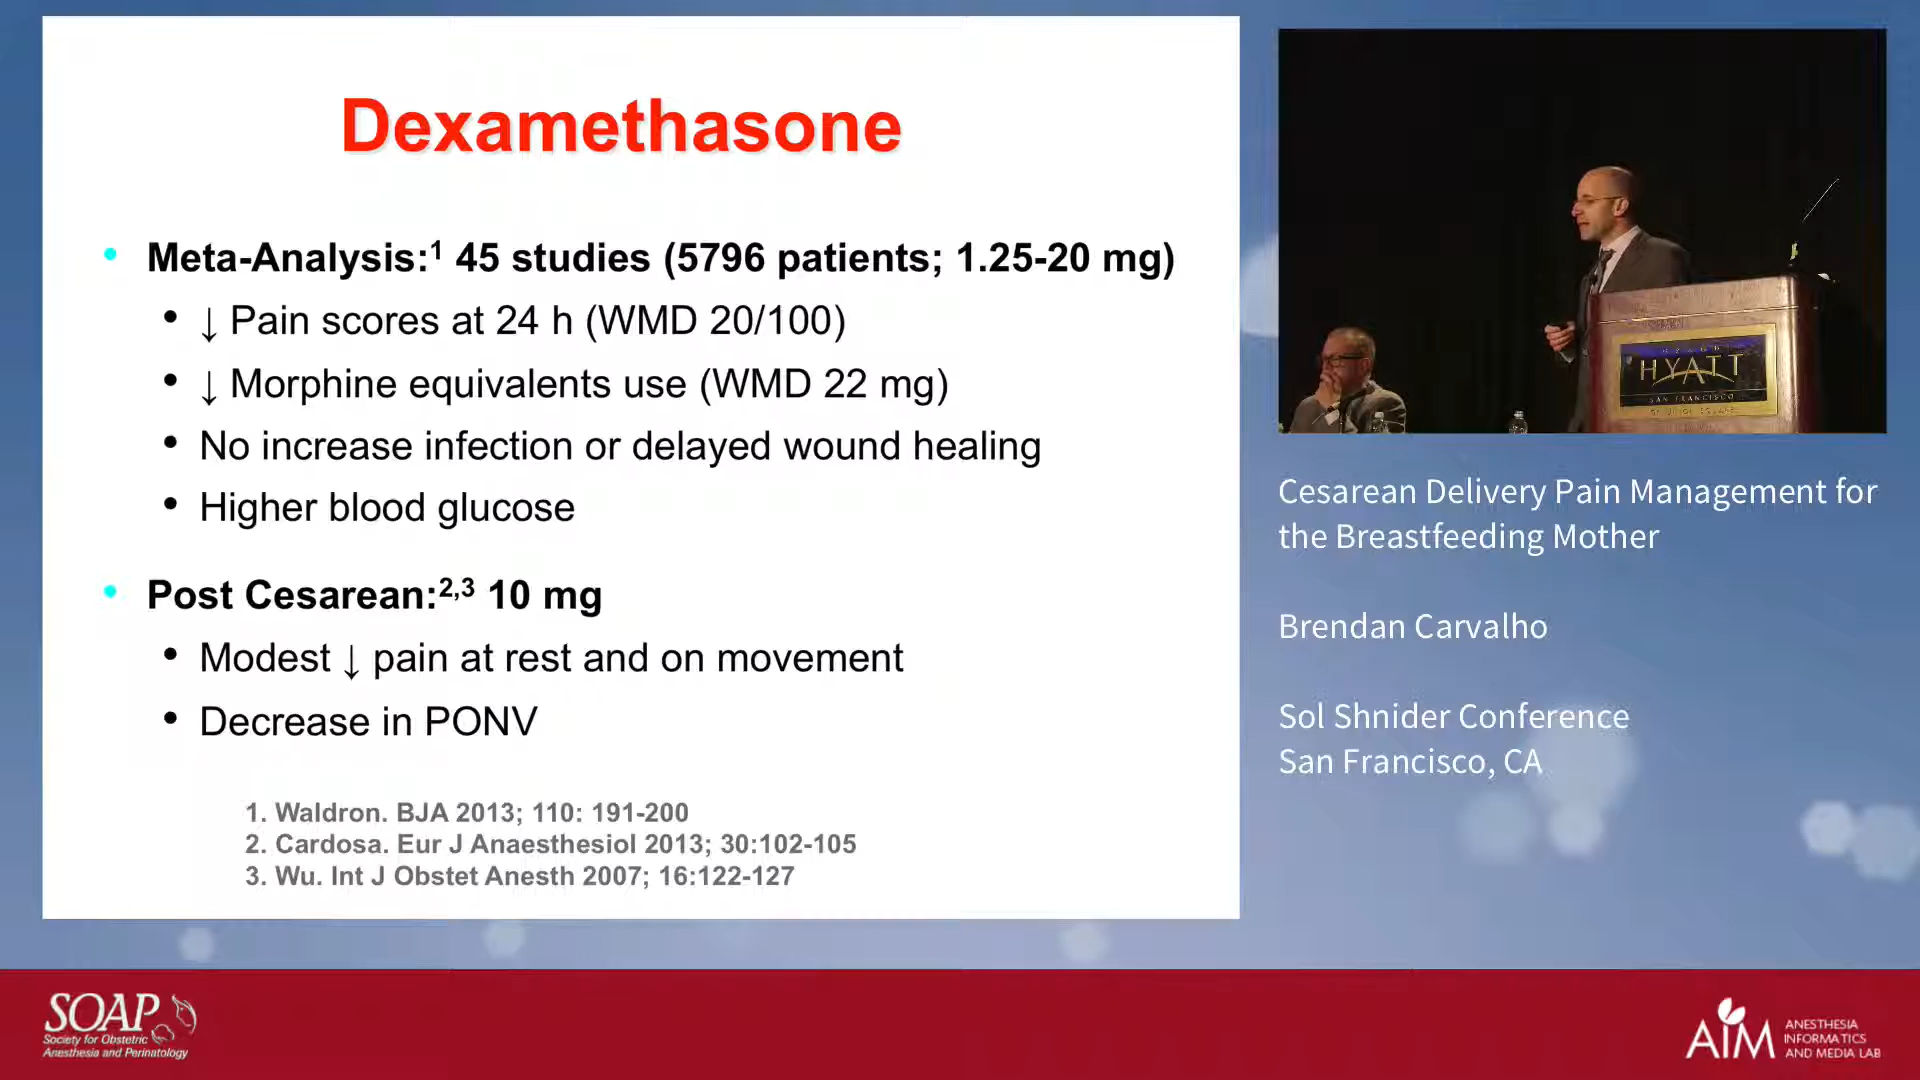 Dexamethasone
• Meta-Analysis:1 45 studies (5796 patients; 1.25-20 mg)
• ↓ Pain scores at 24 h (WMD 20/100)
• ↓ Morphine equivalents use (WMD 22 mg)
• No increase infection or delayed wound healing
• Higher blood glucose
• Post Cesarean:2,3 10 mg
• Modest ↓ pain at rest and on movement
• Decrease in PONV
1. Waldron. BJA 2013; 110: 191-200
2. Cardosa. Eur J Anaesthesiol 2013; 30:102-105
3. Wu. Int J Obstet Anesth 2007; 16:122-127
HYATT
SAN FRANCISCO
Cesarean Delivery Pain Management for
the Breastfeeding Mother
Brendan Carvalho
Sol Shnider Conference
San Francisco, CA
SOAP
Society for Obstetric
Anesthesia and Perinatology
AIM
ANESTHESIA
INFORMATICS
AND MEDIA LAB